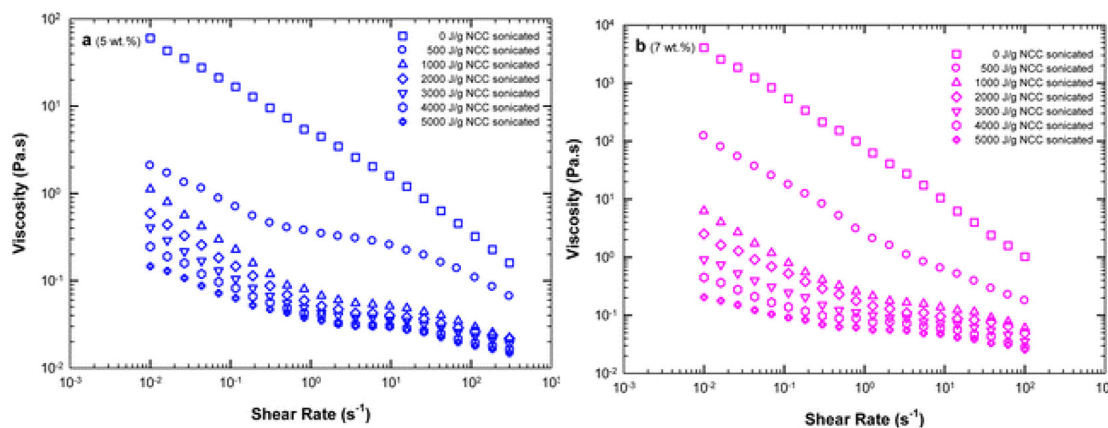 a (5 wt.%)
0 J/g NCC sonicated
500 J/g NCC sonicated
1000 J/g NCC sonicated
2000 J/g NCC sonicated
3000 J/g NCC sonicated
4000 J/g NCC sonicated
5000 J/g NCC sonicated
Viscosity (Pa.s)
10²
10¹
10⁰
10⁻¹
10⁻²
10⁻³ 10⁻² 10⁻¹ 10⁰ 10¹ 10²
Shear Rate (s⁻¹)
b (7 wt.%)
0 J/g NCC sonicated
500 J/g NCC sonicated
1000 J/g NCC sonicated
2000 J/g NCC sonicated
3000 J/g NCC sonicated
4000 J/g NCC sonicated
5000 J/g NCC sonicated
Viscosity (Pa.s)
10⁴
10³
10²
10¹
10⁰
10⁻¹
10⁻²
10⁻³ 10⁻² 10⁻¹ 10⁰ 10¹ 10²
Shear Rate (s⁻¹)